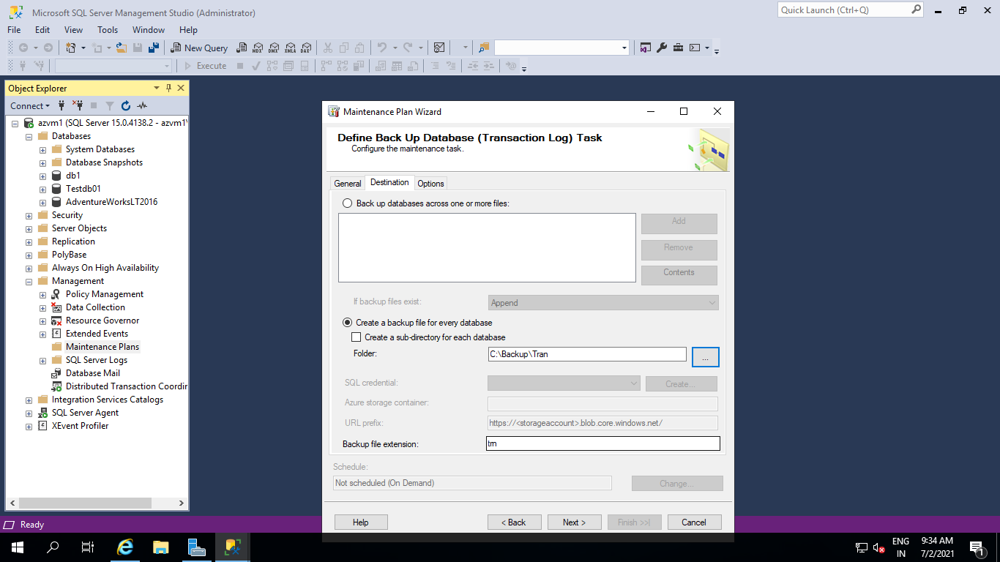 Microsoft SQL Server Management Studio (Administrator)
Quick Launch (Ctrl+Q)
File Edit View Tools Window Help
New Query
MDX DMX XMLA DAX
Execute
Object Explorer
Connect
azvm1 (SQL Server 15.0.4138.2 - azvm1\
Databases
System Databases
Database Snapshots
db1
Testdb01
AdventureWorksLT2016
Security
Server Objects
Replication
PolyBase
Always On High Availability
Management
Policy Management
Data Collection
Resource Governor
Extended Events
Maintenance Plans
SQL Server Logs
Database Mail
Distributed Transaction Coordir
Integration Services Catalogs
SQL Server Agent
XEvent Profiler
Maintenance Plan Wizard
Define Back Up Database (Transaction Log) Task
Configure the maintenance task.
General Destination Options
Back up databases across one or more files:
Add
Remove
Contents
If backup files exist: Append
Create a backup file for every database
Create a sub-directory for each database
Folder: C:\Backup\Tran ...
SQL credential: Create...
Azure storage container:
URL prefix: https://<storageaccount>.blob.core.windows.net/
Backup file extension: trn
Schedule:
Not scheduled (On Demand) Change...
Help < Back Next > Finish >>| Cancel
Ready
ENG
IN
9:34 AM
7/2/2021
1